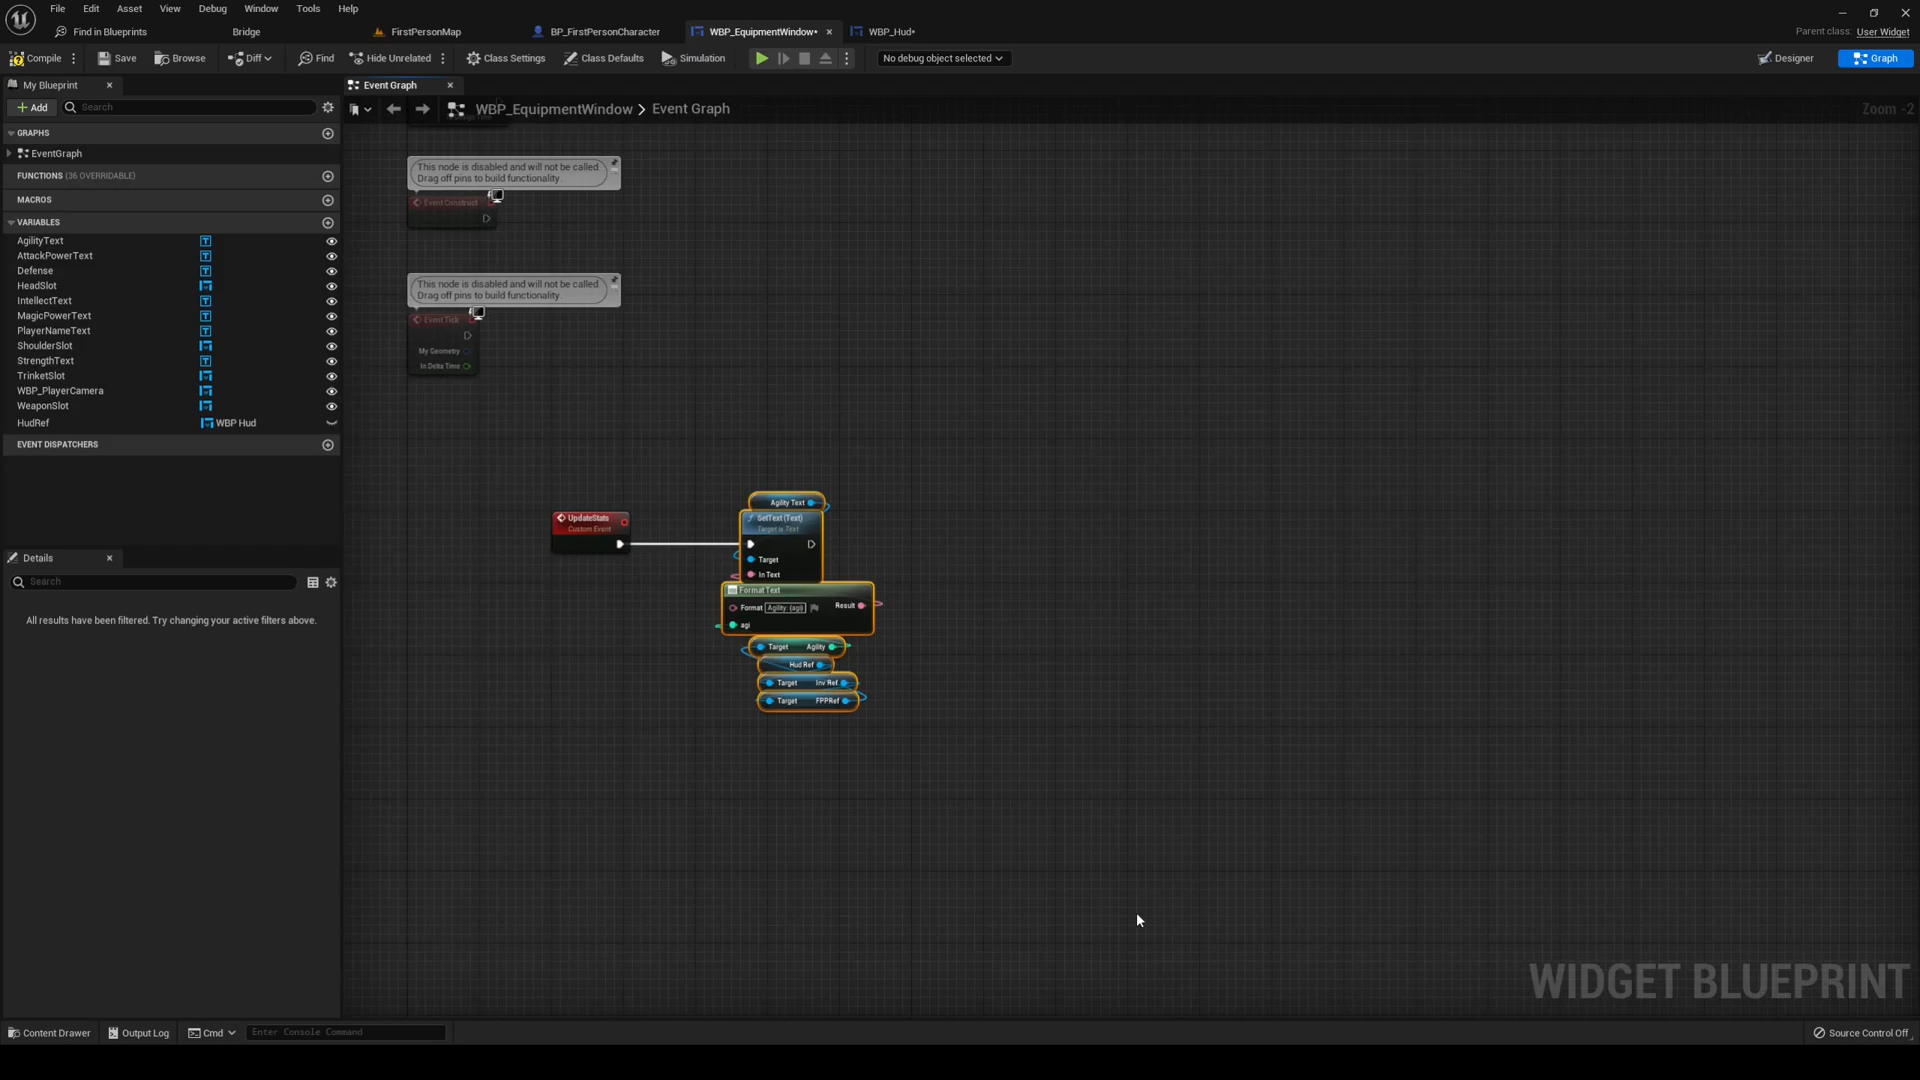 File Edit Asset View Debug Window Tools Help
Find in Blueprints Bridge FirstPersonMap BP_FirstPersonCharacter WBP_EquipmentWindow• WBP_Hud•
Parent class: User Widget
Compile Save Browse Diff Find Hide Unrelated Class Settings Class Defaults Simulation No debug object selected Designer Graph
My Blueprint
Event Graph
Add Search
WBP_EquipmentWindow > Event Graph
Zoom -2
GRAPHS
EventGraph
FUNCTIONS (36 OVERRIDABLE)
MACROS
VARIABLES
AgilityText
AttackPowerText
Defense
HeadSlot
IntellectText
MagicPowerText
PlayerNameText
ShoulderSlot
StrengthText
TrinketSlot
WBP_PlayerCamera
WeaponSlot
HudRef WBP Hud
EVENT DISPATCHERS
Details
Search
All results have been filtered. Try changing your active filters above.
This node is disabled and will not be called.
Drag off pins to build functionality.
Event Construct
This node is disabled and will not be called.
Drag off pins to build functionality.
Event Tick
My Geometry
In Delta Time
UpdateStats
Custom Event
Agility Text
SetText (Text)
Target is Text
Target
In Text
Format Text
Format Agility: {agi} Result
agi
Target Agility
Hud Ref
Target Inv Ref
Target FPPRef
WIDGET BLUEPRINT
Content Drawer Output Log Cmd Enter Console Command Source Control Off